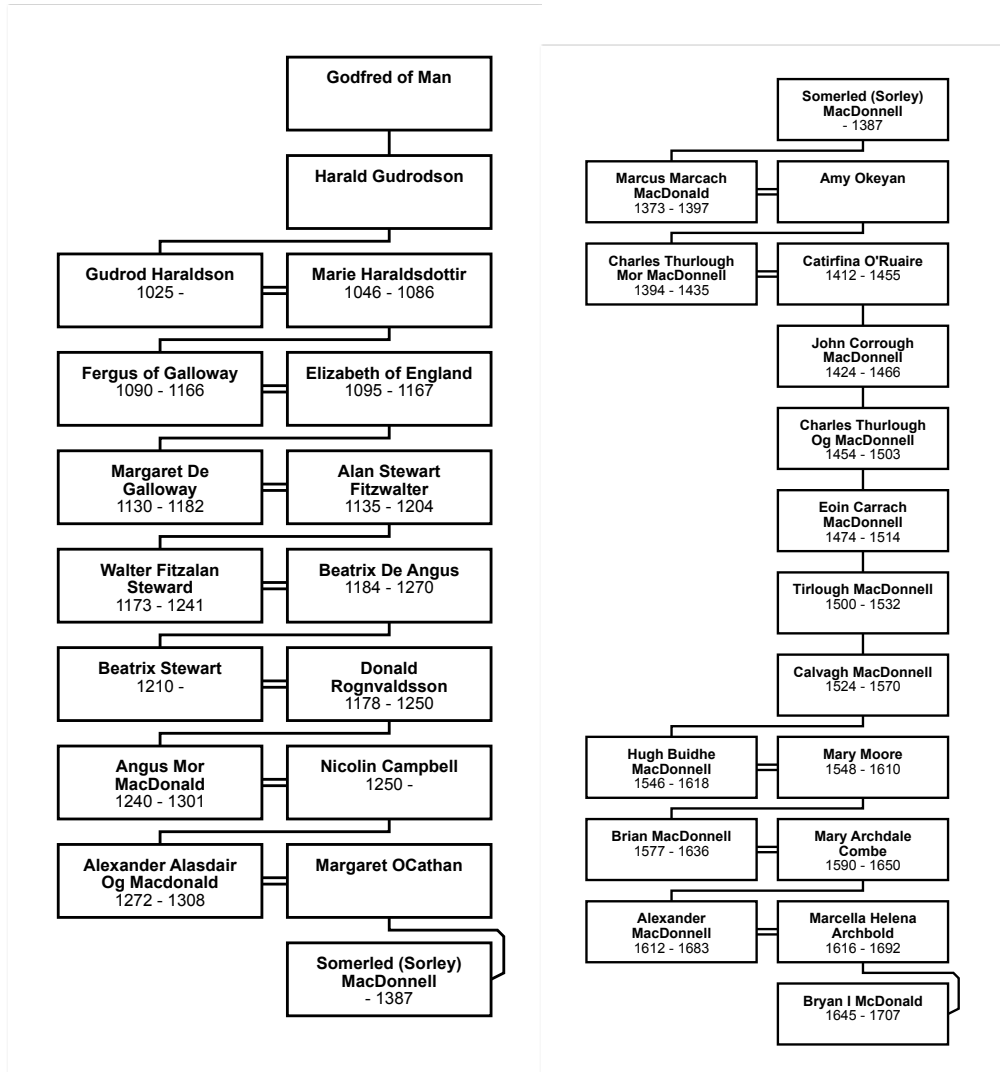 Godfred of Man
Harald Gudrodson
Gudrod Haraldson
1025 -
Marie Haraldsdottir
1046 - 1086
Fergus of Galloway
1090 - 1166
Elizabeth of England
1095 - 1167
Margaret De
Galloway
1130 - 1182
Alan Stewart
Fitzwalter
1135 - 1204
Walter Fitzalan
Steward
1173 - 1241
Beatrix De Angus
1184 - 1270
Beatrix Stewart
1210 -
Donald
Rognvaldsson
1178 - 1250
Angus Mor
MacDonald
1240 - 1301
Nicolin Campbell
1250 -
Alexander Alasdair
Og Macdonald
1272 - 1308
Margaret OCathan
Somerled (Sorley)
MacDonnell
- 1387
Somerled (Sorley)
MacDonnell
- 1387
Marcus Marcach
MacDonald
1373 - 1397
Amy Okeyan
Charles Thurlough
Mor MacDonnell
1394 - 1435
Catirfina O'Ruaire
1412 - 1455
John Corrough
MacDonnell
1424 - 1466
Charles Thurlough
Og MacDonnell
1454 - 1503
Eoin Carrach
MacDonnell
1474 - 1514
Tirlough MacDonnell
1500 - 1532
Calvagh MacDonnell
1524 - 1570
Hugh Buidhe
MacDonnell
1546 - 1618
Mary Moore
1548 - 1610
Brian MacDonnell
1577 - 1636
Mary Archdale
Combe
1590 - 1650
Alexander
MacDonnell
1612 - 1683
Marcella Helena
Archbold
1616 - 1692
Bryan I McDonald
1645 - 1707